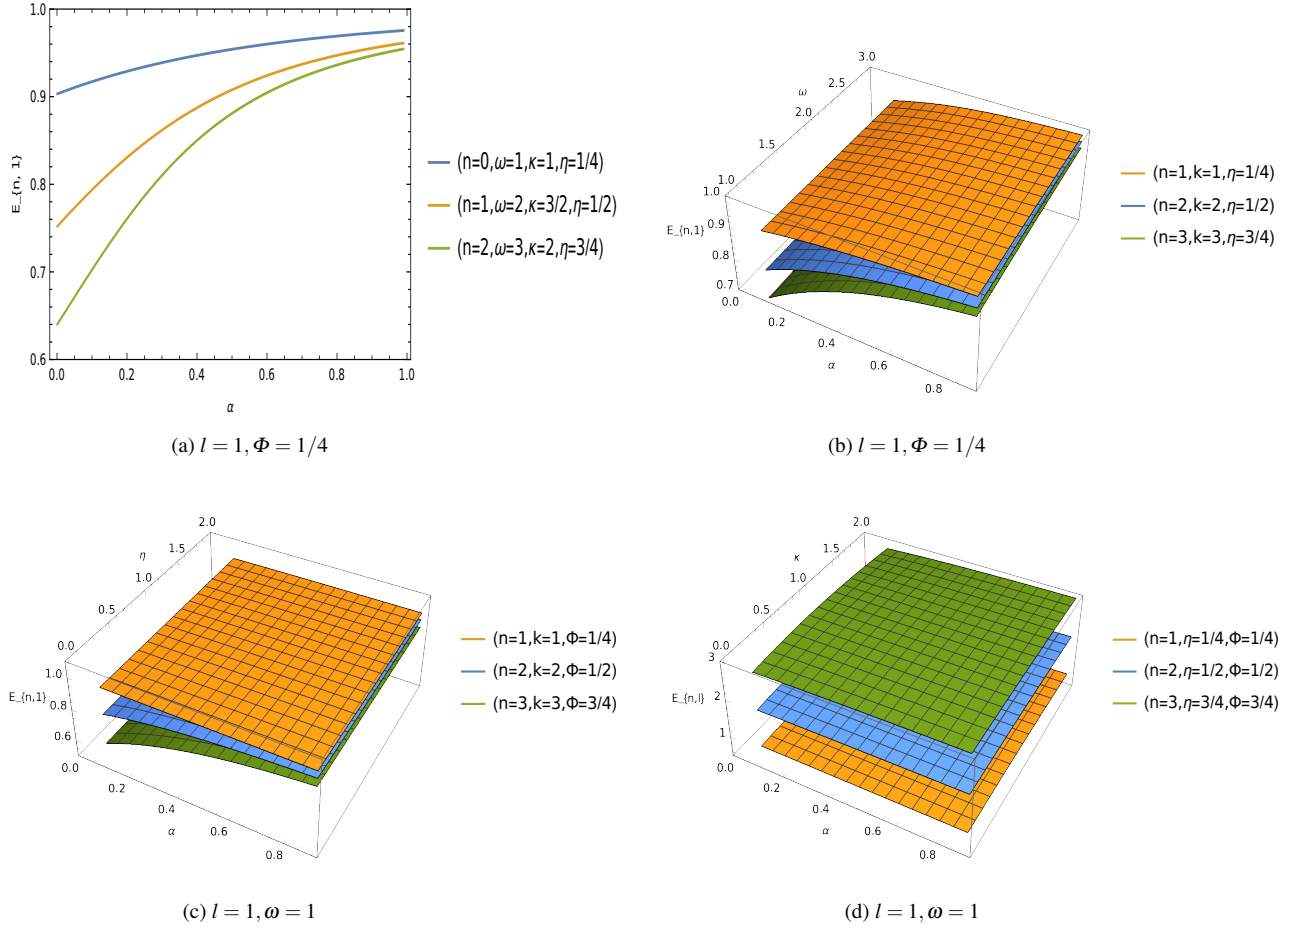 1.0
0.9
0.8
0.7
0.6
E_{n, 1}
0.0 0.2 0.4 0.6 0.8 1.0
α
(n=0,ω=1,κ=1,η=1/4)
(n=1,ω=2,κ=3/2,η=1/2)
(n=2,ω=3,κ=2,η=3/4)
(a) l = 1, Φ = 1/4
3.0
2.5
ω
2.0
1.5
1.0
1.0
0.9
E_{n,1}
0.8
0.7
0.0
0.2
0.4
0.6
α
0.8
(n=1,k=1,η=1/4)
(n=2,k=2,η=1/2)
(n=3,k=3,η=3/4)
(b) l = 1, Φ = 1/4
2.0
1.5
η
1.0
0.5
0.0
1.0
E_{n,1}
0.8
0.6
0.0
0.2
0.4
α
0.6
0.8
(n=1,k=1,Φ=1/4)
(n=2,k=2,Φ=1/2)
(n=3,k=3,Φ=3/4)
(c) l = 1, ω = 1
2.0
1.5
κ
1.0
0.5
0.0
3
2
E_{n,l}
1
0.0
0.2
0.4
α
0.6
0.8
(n=1,η=1/4,Φ=1/4)
(n=2,η=1/2,Φ=1/2)
(n=3,η=3/4,Φ=3/4)
(d) l = 1, ω = 1